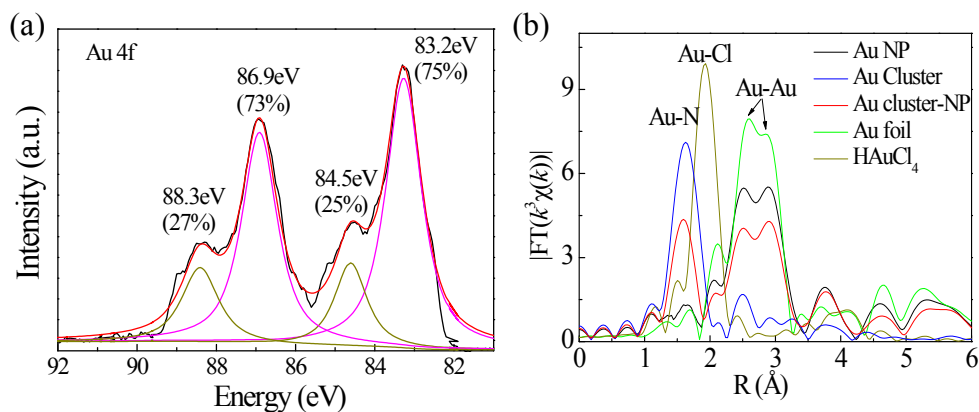 (a)
Au 4f
83.2eV
(75%)
86.9eV
(73%)
88.3eV
(27%)
84.5eV
(25%)
Intensity (a.u.)
92 90 88 86 84 82
Energy (eV)
(b)
Au-Cl
Au-N
Au-Au
Au NP
Au Cluster
Au cluster-NP
Au foil
HAuCl₄
|FT(k³χ(k))|
9
6
3
0
0 1 2 3 4 5 6
R (Å)